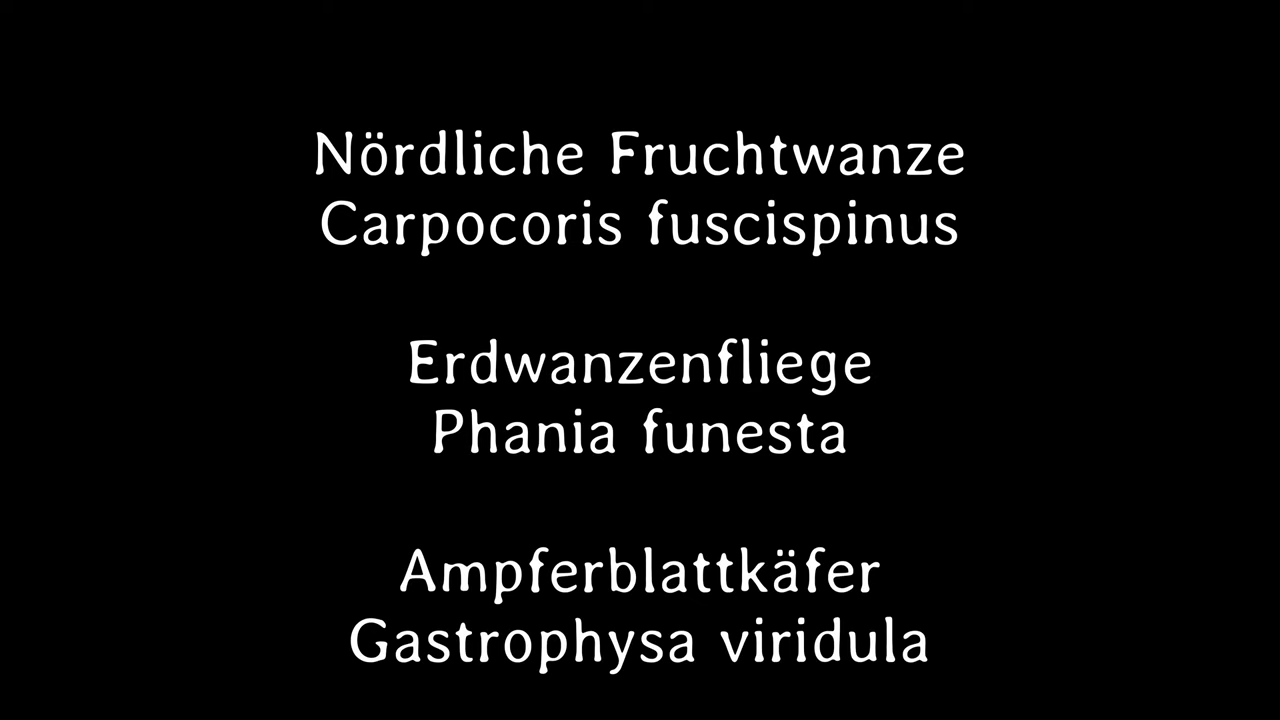 Nördliche Fruchtwanze
Carpocoris fuscispinus
Erdwanzenfliege
Phania funesta
Ampferblattkäfer
Gastrophysa viridula